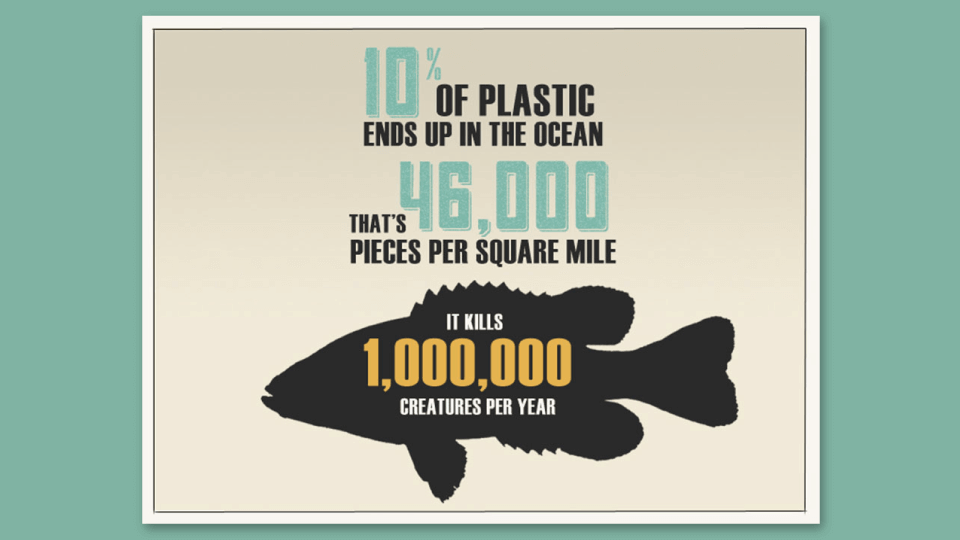 10%
OF PLASTIC
ENDS UP IN THE OCEAN
THAT'S 46,000
PIECES PER SQUARE MILE
IT KILLS
1,000,000
CREATURES PER YEAR